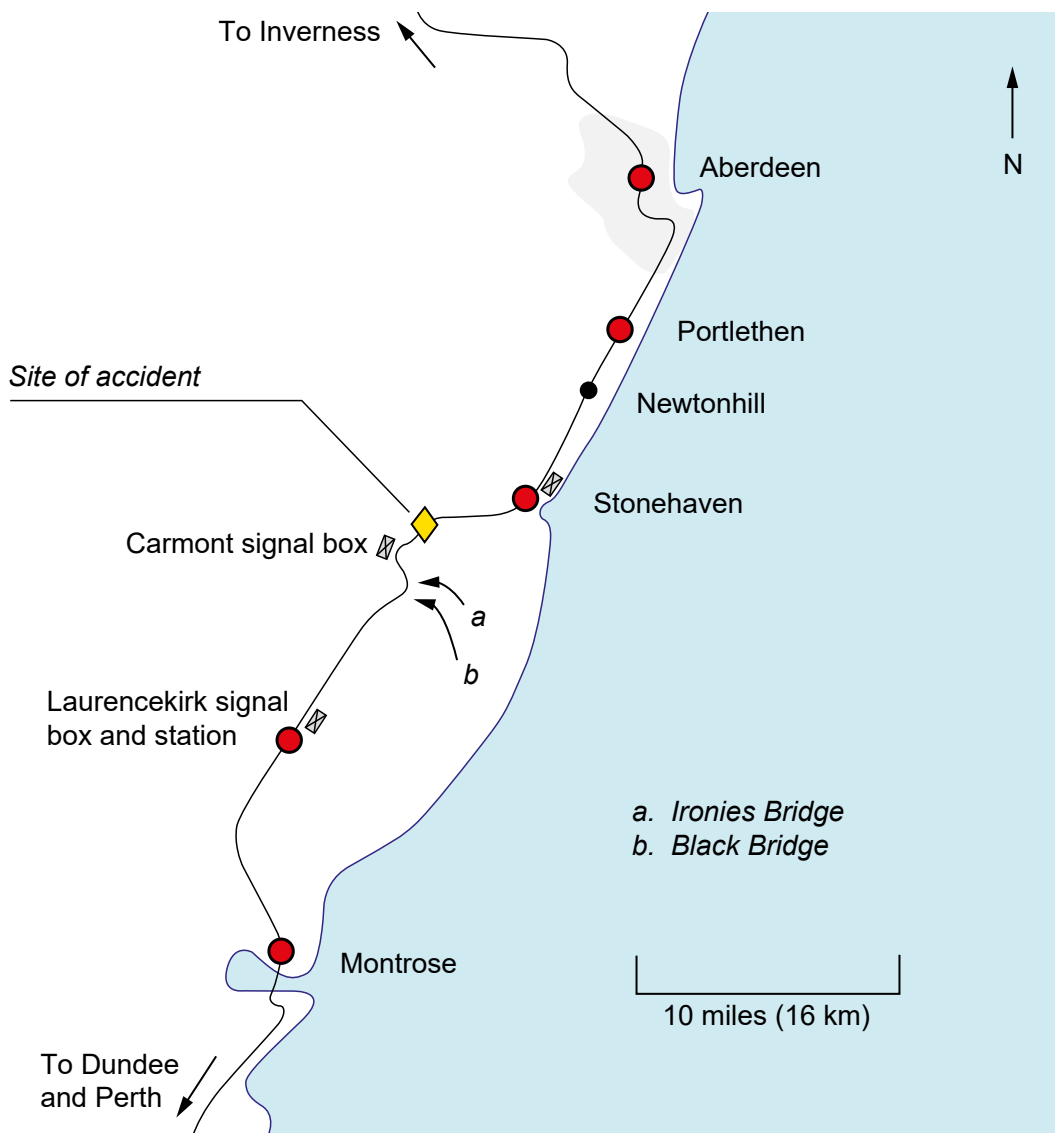 To Inverness
N
Aberdeen
Portlethen
Site of accident
Newtonhill
Stonehaven
Carmont signal box
a
b
Laurencekirk signal
box and station
a. Ironies Bridge
b. Black Bridge
Montrose
10 miles (16 km)
To Dundee
and Perth